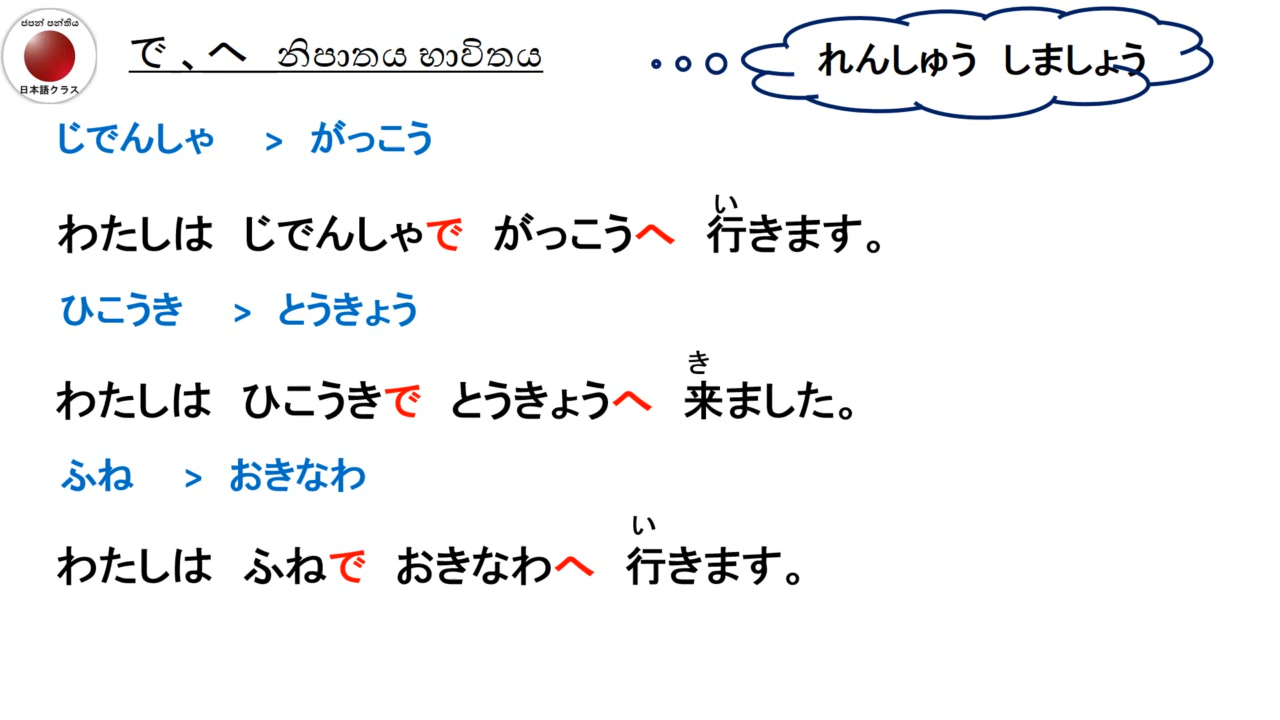 ජපන් පන්තිය
日本語クラス
で、へ නිපාතය භාවිතය
れんしゅう しましょう
じでんしゃ > がっこう
い
わたしは じでんしゃで がっこうへ 行きます。
ひこうき > とうきょう
き
わたしは ひこうきで とうきょうへ 来ました。
ふね > おきなわ
い
わたしは ふねで おきなわへ 行きます。